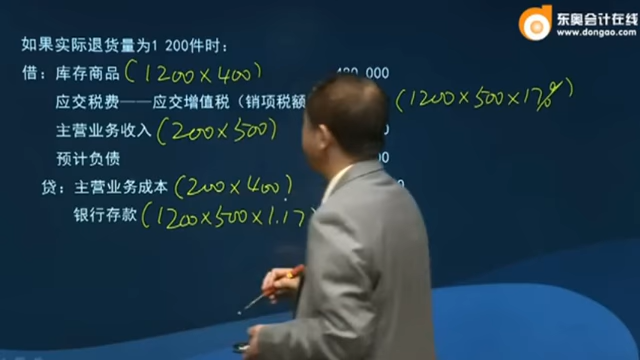 东奥会计在线
www.dongao.com
如果实际退货量为1 200件时：
借：库存商品(1200×400) 480 000
应交税费——应交增值税（销项税额 (1200×500×17%)
主营业务收入(200×500)
预计负债
贷：主营业务成本(200×400)
银行存款(1200×500×1.17